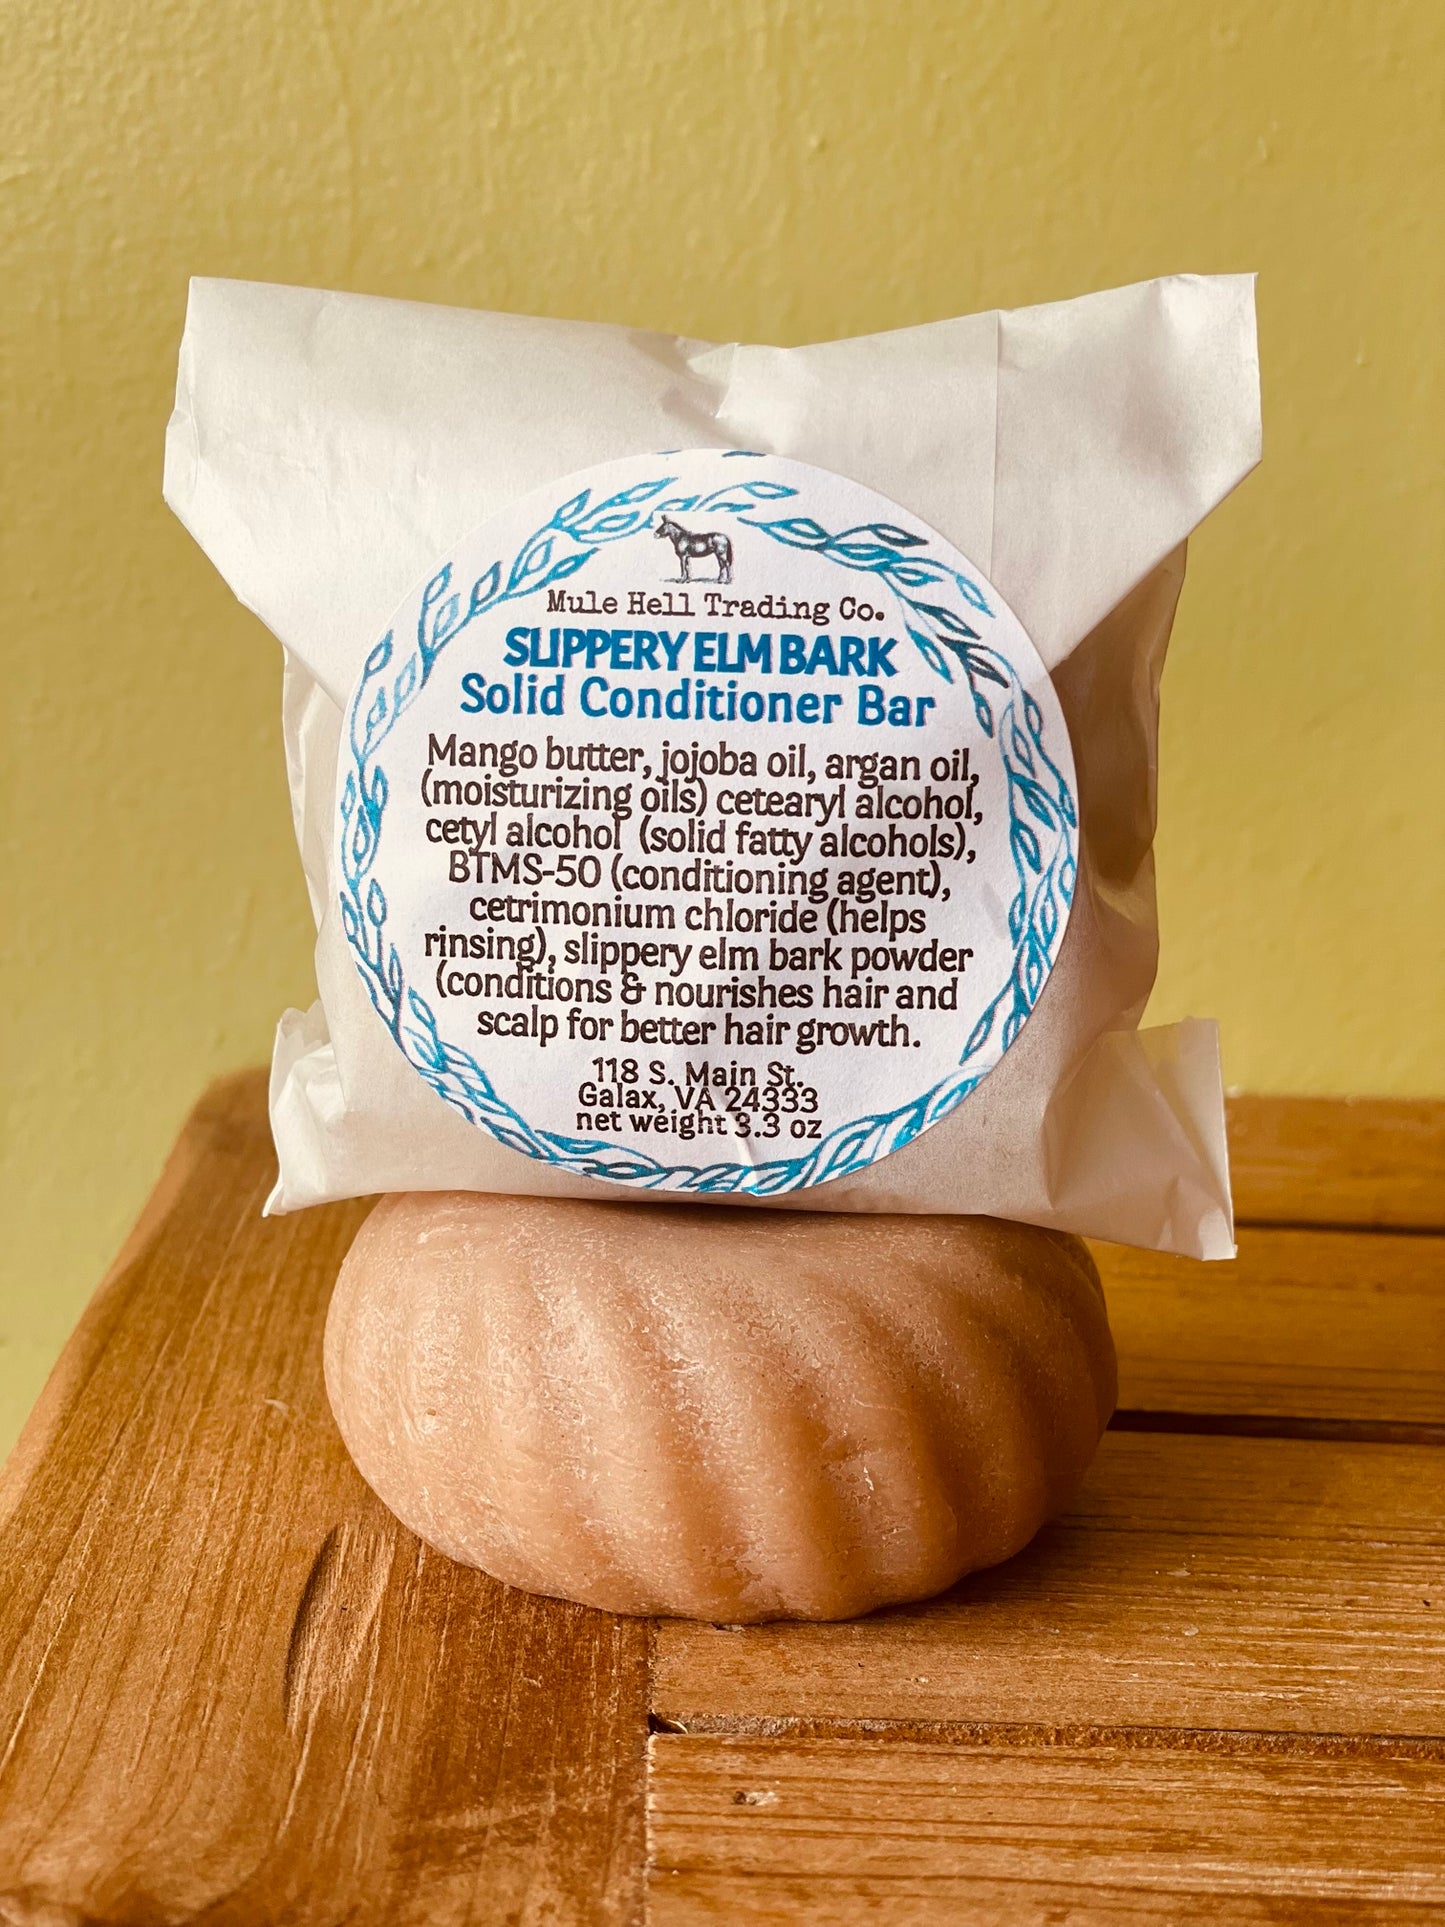 Mule Hell Trading Co.
SLIPPERY ELM BARK
Solid Conditioner Bar
Mango butter, jojoba oil, argan oil,
(moisturizing oils) cetearyl alcohol,
cetyl alcohol (solid fatty alcohols),
BTMS-50 (conditioning agent),
cetrimonium chloride (helps
rinsing), slippery elm bark powder
(conditions & nourishes hair and
scalp for better hair growth.
118 S. Main St.
Galax, VA 24333
net weight 3.3 oz